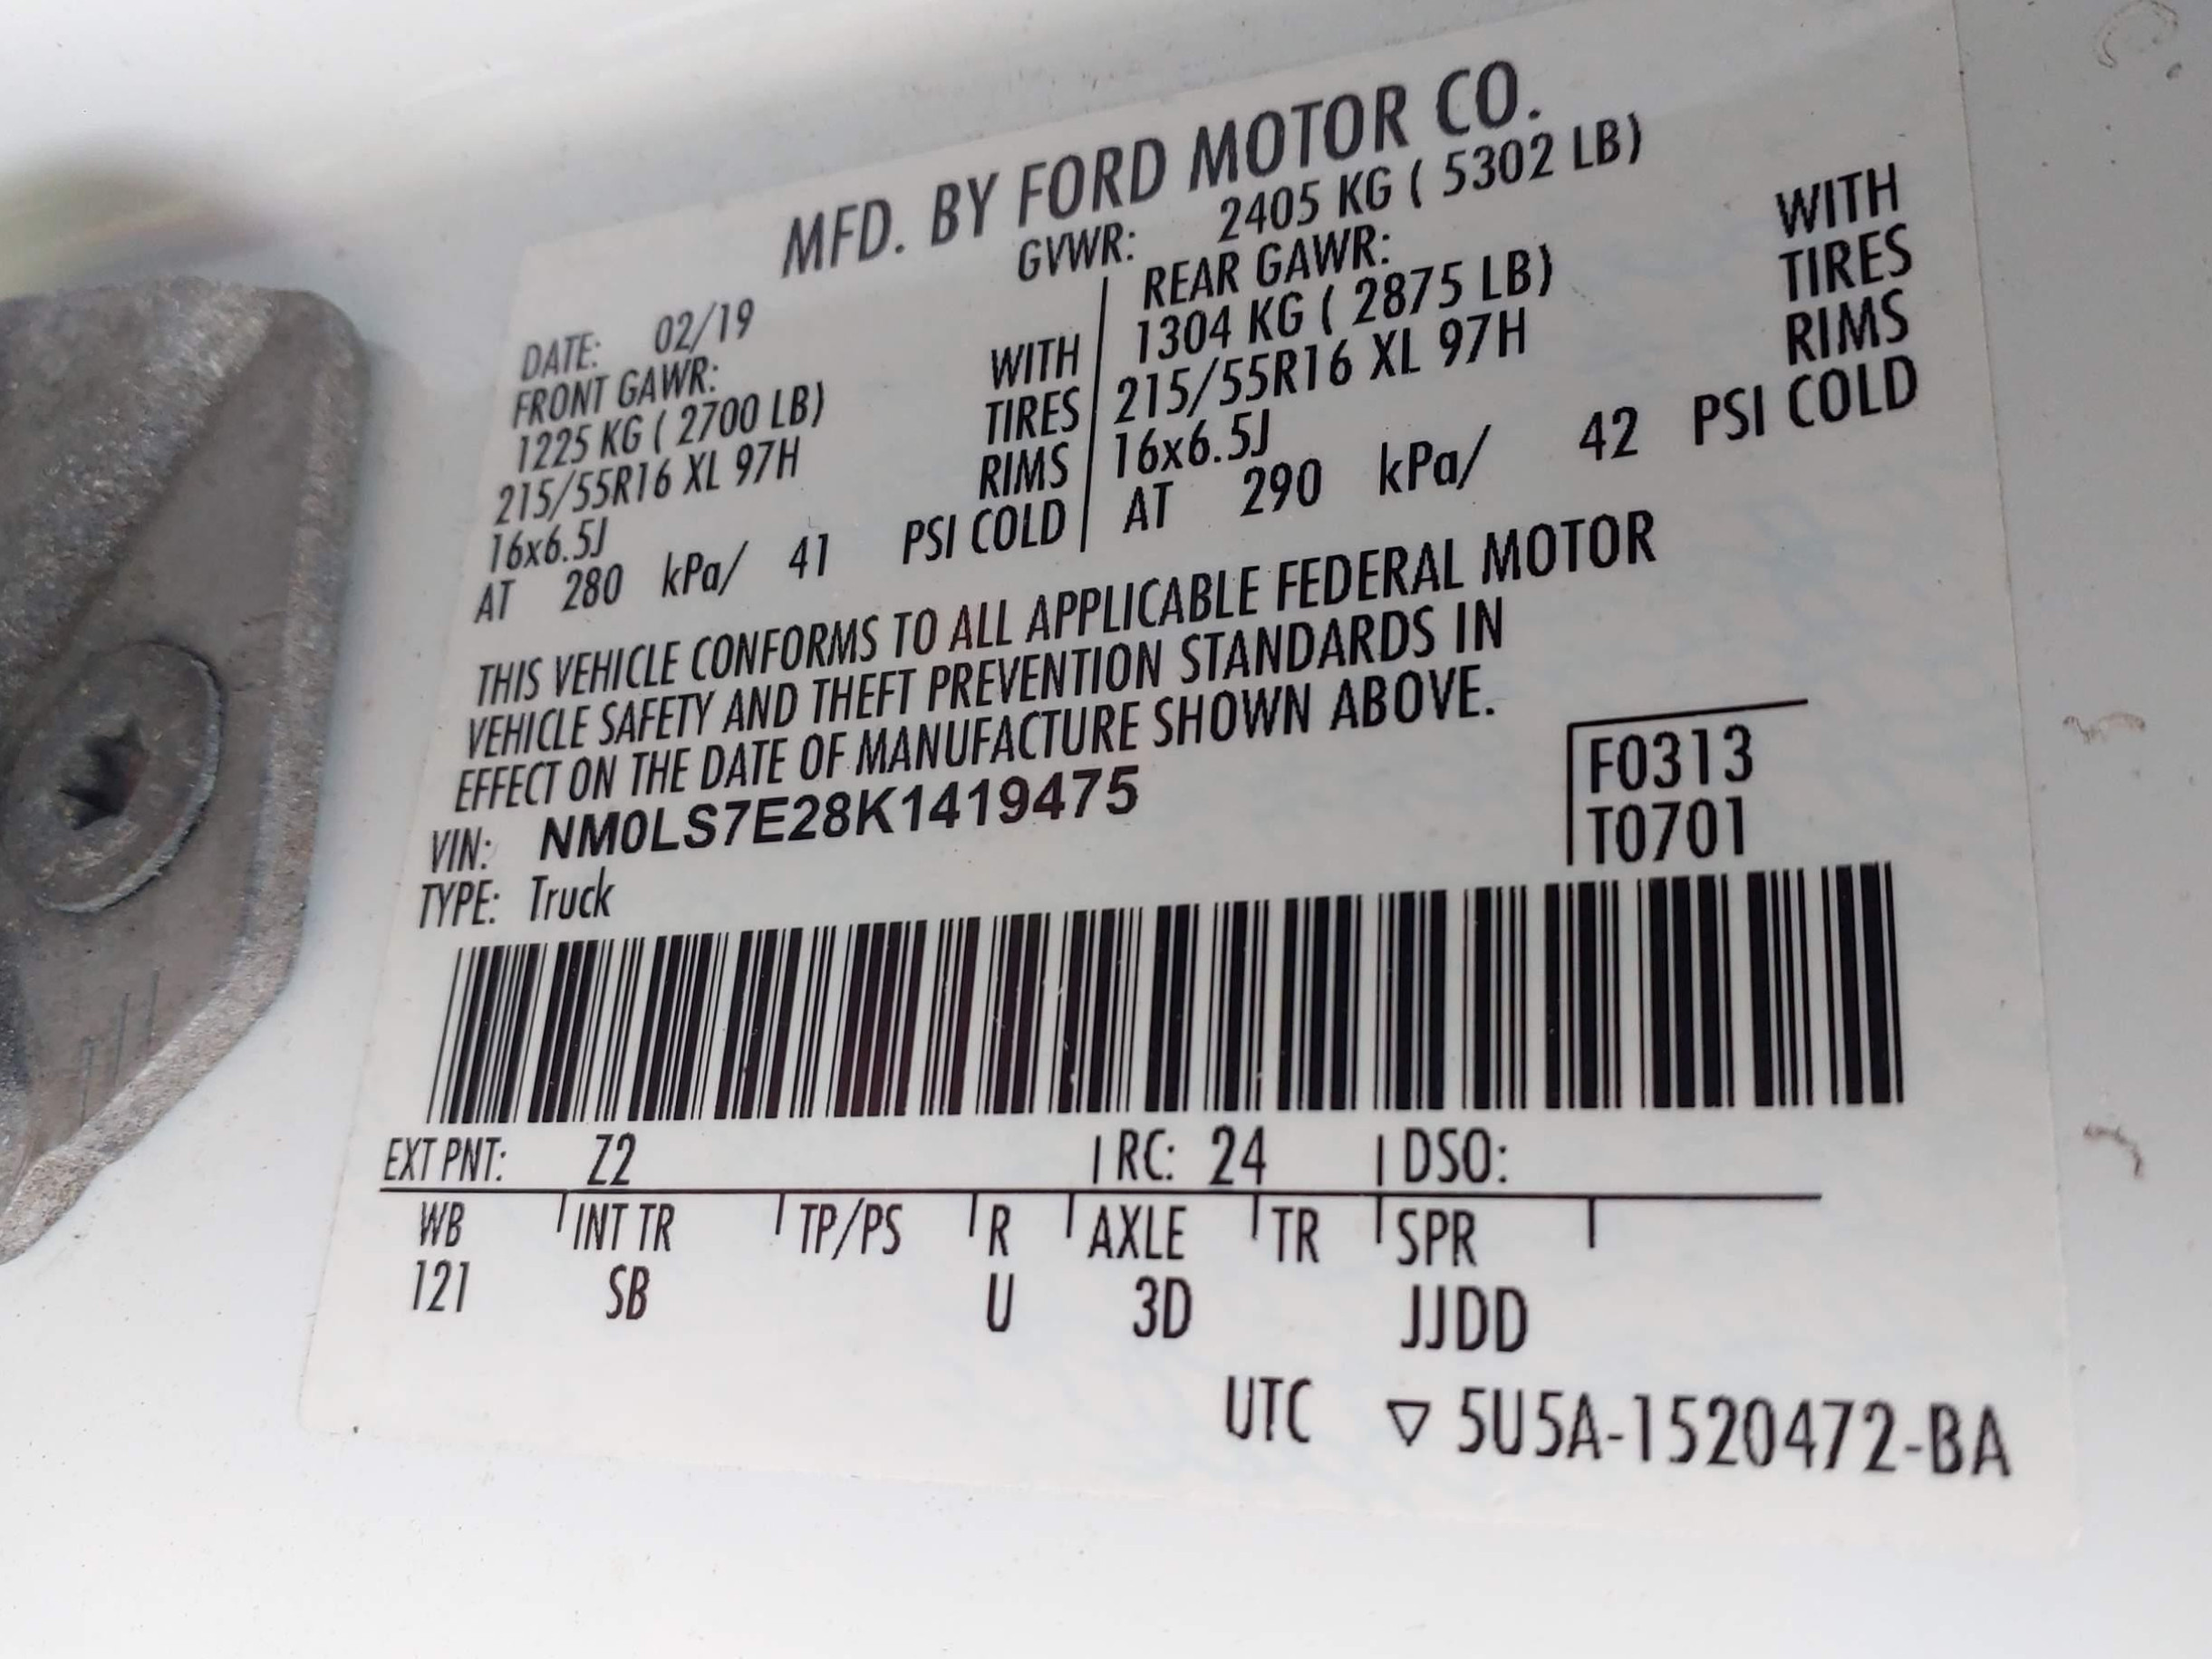 MFD. BY FORD MOTOR CO.
DATE: 02/19 GVWR: 2405 KG ( 5302 LB)
FRONT GAWR: REAR GAWR:
1225 KG ( 2700 LB) WITH 1304 KG ( 2875 LB) WITH
215/55R16 XL 97H TIRES 215/55R16 XL 97H TIRES
16x6.5J RIMS 16x6.5J RIMS
AT 280 kPa/ 41 PSI COLD AT 290 kPa/ 42 PSI COLD
THIS VEHICLE CONFORMS TO ALL APPLICABLE FEDERAL MOTOR
VEHICLE SAFETY AND THEFT PREVENTION STANDARDS IN
EFFECT ON THE DATE OF MANUFACTURE SHOWN ABOVE.
VIN: NM0LS7E28K1419475 F0313
TYPE: Truck T0701
EXT PNT: Z2 RC: 24 DSO:
WB INT TR TP/PS R AXLE TR SPR
121 SB U 3D JJDD
UTC ▽ 5U5A-1520472-BA